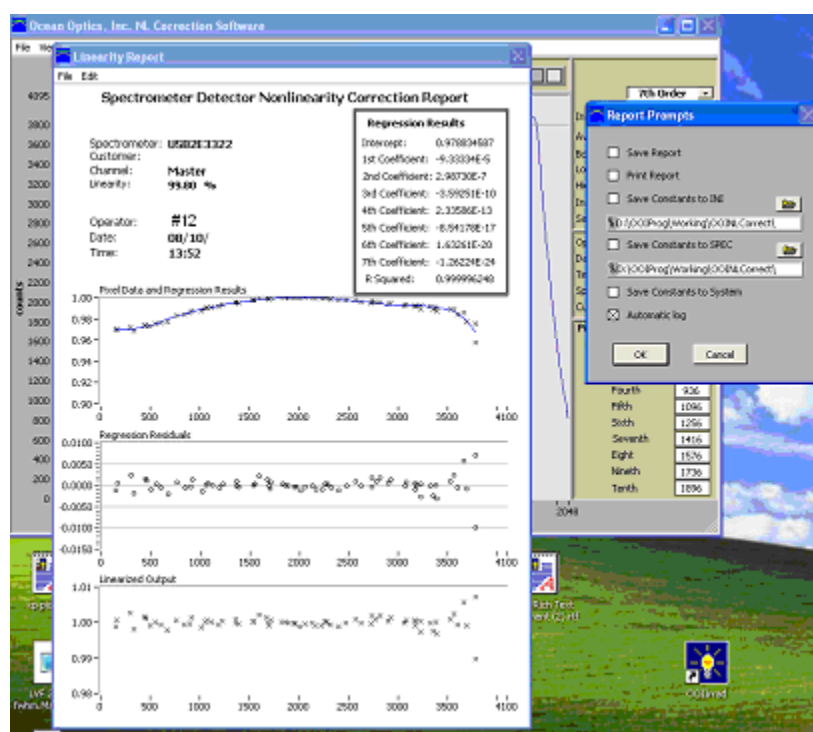 Ocean Optics, Inc. NL Correction Software
File
Linearity Report
File Edit
Spectrometer Detector Nonlinearity Correction Report
Spectrometer: USB2E3322
Customer:
Channel: Master
Linearity: 99.80 %
Operator: #12
Date: 08/10/
Time: 13:52
Regression Results
Intercept: 0.978834587
1st Coefficient: -9.33334E-5
2nd Coefficient: 2.98730E-7
3rd Coefficient: -3.59251E-10
4th Coefficient: 2.33586E-13
5th Coefficient: -8.54178E-17
6th Coefficient: 1.63261E-20
7th Coefficient: -1.26224E-24
R Squared: 0.999996248
Pixel Data and Regression Results
1.00
0.98
0.96
0.94
0.92
0.90
0 500 1000 1500 2000 2500 3000 3500 4100
Regression Residuals
0.0100
0.0050
0.0000
-0.0050
-0.0100
-0.0150
0 500 1000 1500 2000 2500 3000 3500 4100
Linearized Output
1.01
1.00
0.99
0.98
0 500 1000 1500 2000 2500 3000 3500 4100
counts
4095
3800
3600
3400
3200
3000
2800
2600
2400
2200
2000
1800
1600
1400
1200
1000
800
600
400
200
0
2048
7th Order
Report Prompts
Save Report
Print Report
Save Constants to INI
Save Constants to SPEC
Save Constants to System
Automatic log
OK Cancel
Fourth 936
Fifth 1096
Sixth 1256
Seventh 1416
Eight 1576
Nineth 1736
Tenth 1896
Rich Text
OOIIrrad